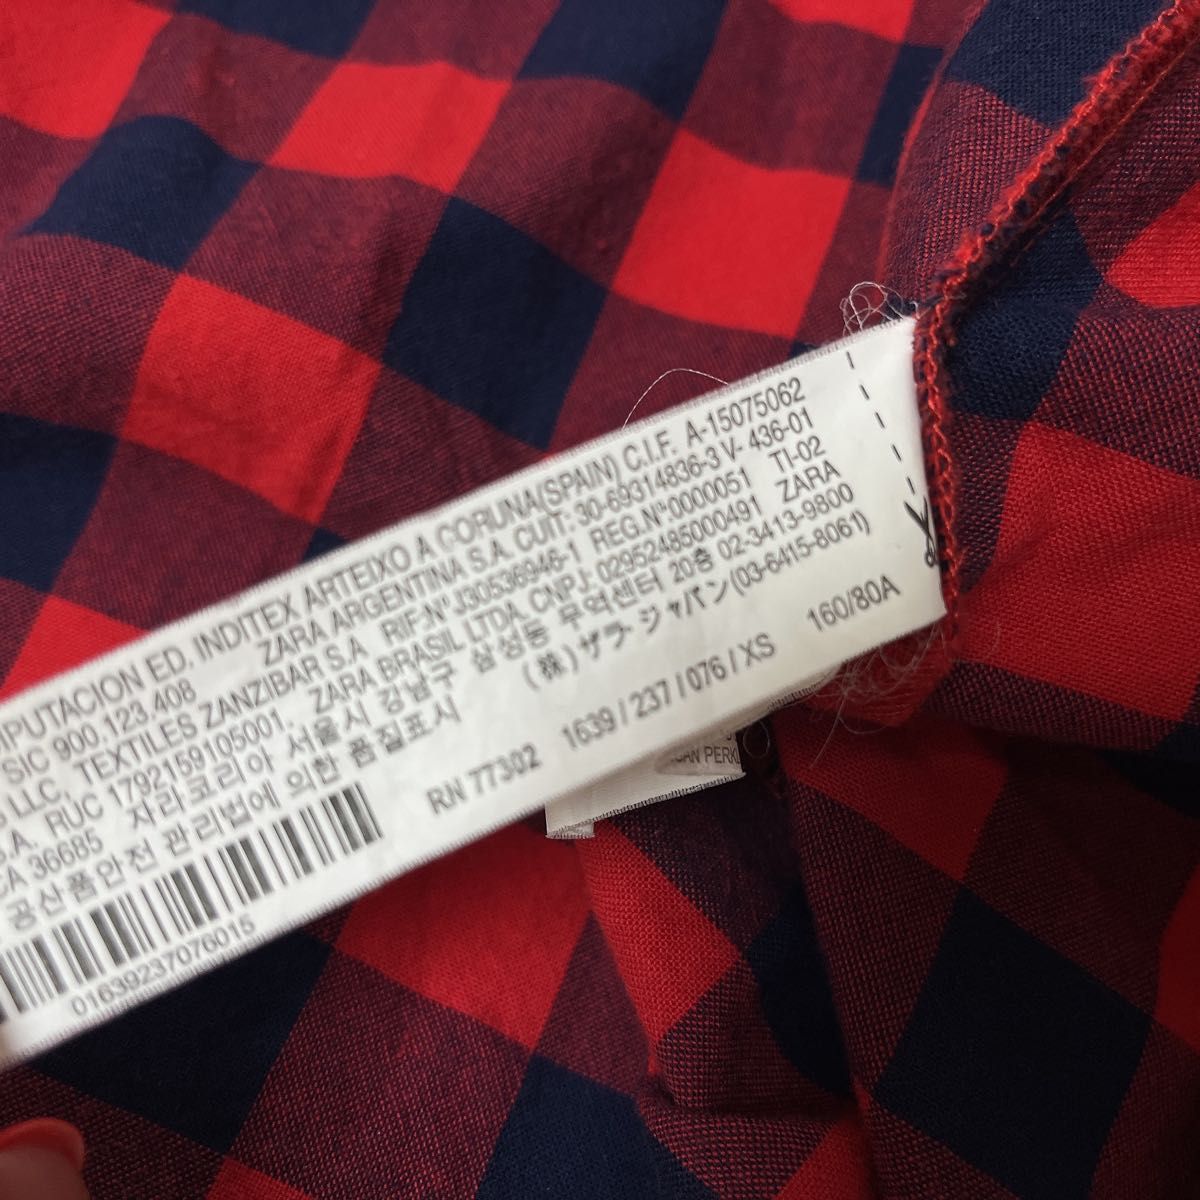 DIPUTACION ED. INDITEX ARTEIXO A CORUNA(SPAIN) C.I.F. A-15075062
SIC 900.123.408 ZARA ARGENTINA S.A. CUIT: 30-69314836-3 V- 436-01
LLC, TEXTILES ZANZIBAR S.A. RIF-Nº J30536946-1 REG.Nº0000051 TI-02
S.A. RUC 1792159105001, ZARA BRASIL LTDA, CNPJ: 02952485000491 ZARA
CA 36685 자라코리아 서울시 강남구 삼성동 무역센터 20층 02-3413-9800
공산품안전 관리법에 의한 품질표시 (株)ザラ・ジャパン(03-6415-8061)
RN 77302 1639 / 237 / 076 / XS 160/80A
01639237076015